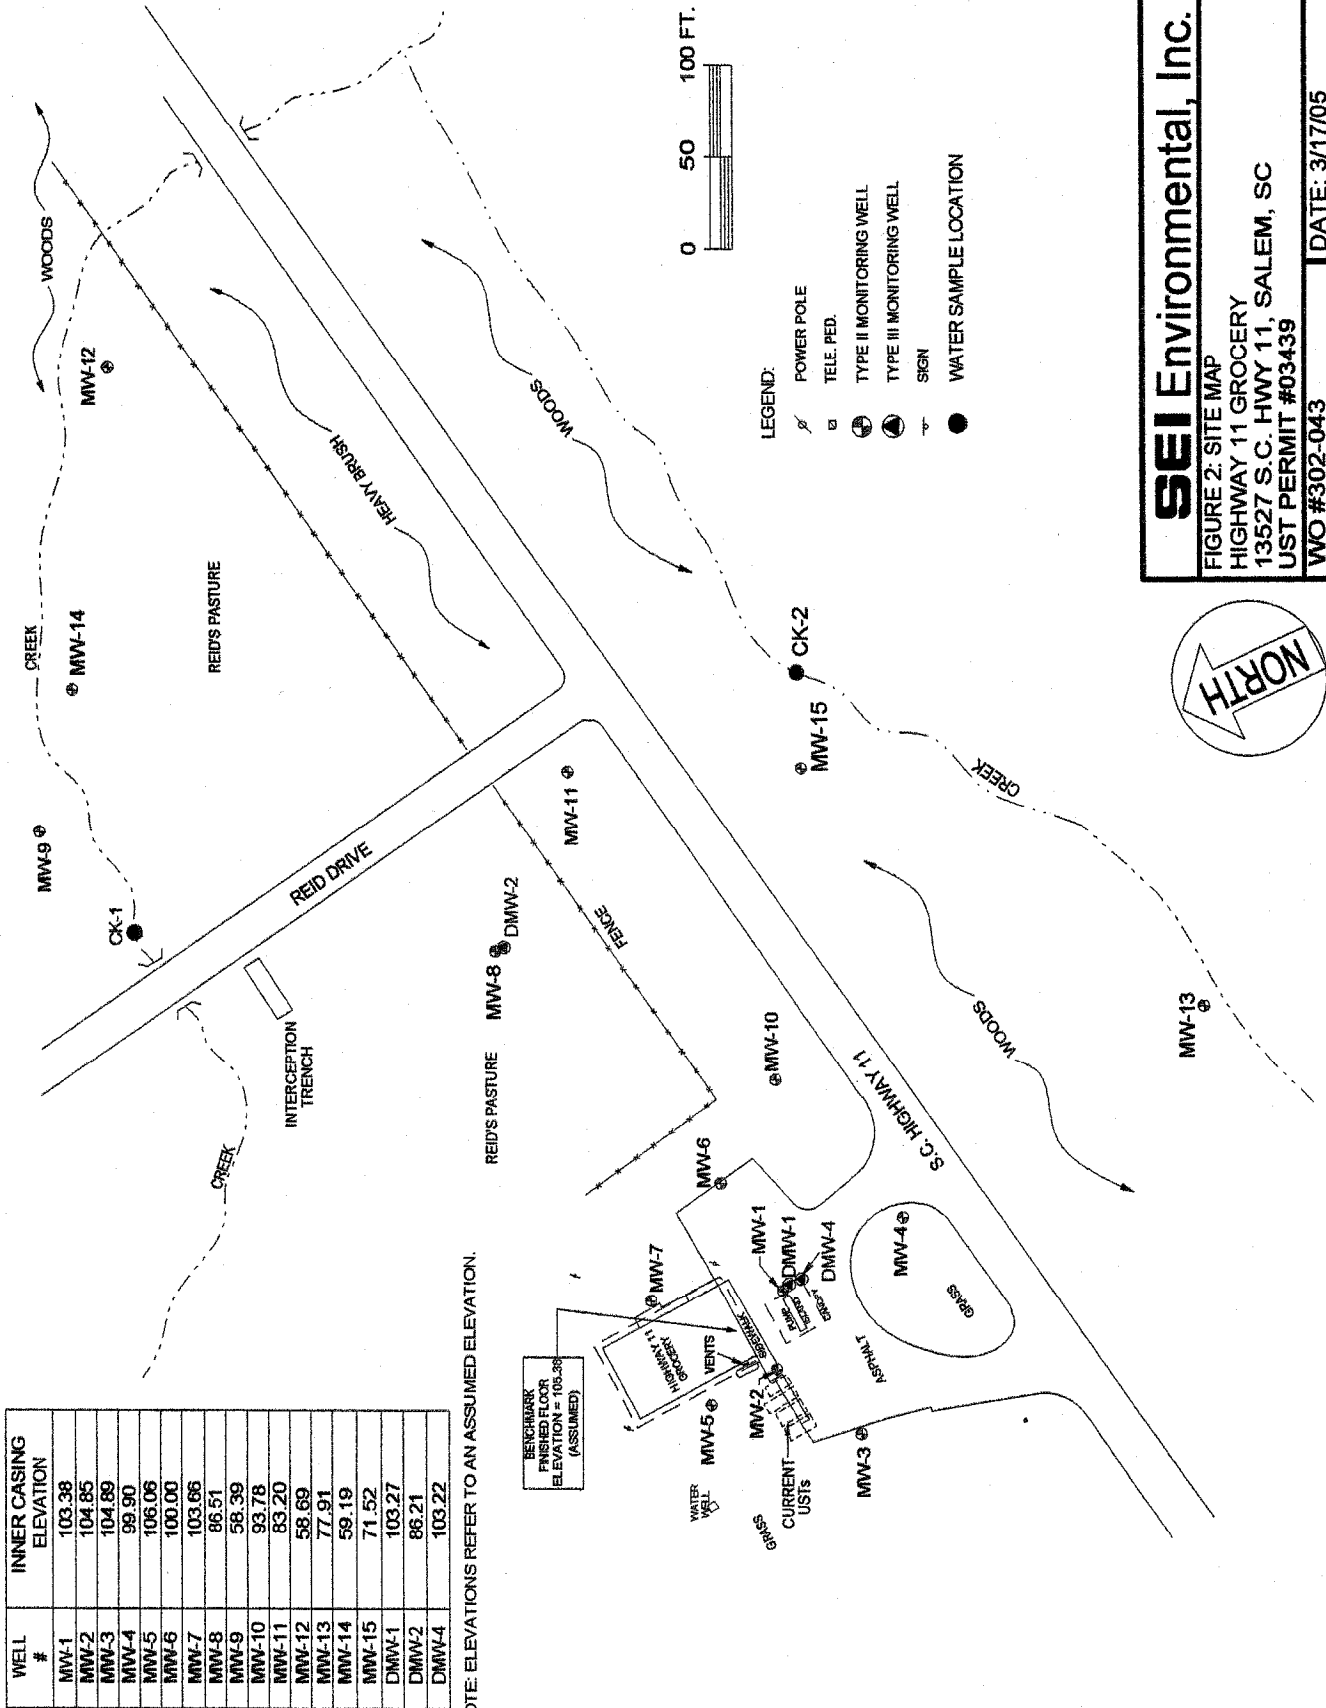 WELL # INNER CASING ELEVATION
MW-1 103.38
MW-2 104.85
MW-3 104.89
MW-4 99.90
MW-5 106.06
MW-6 100.00
MW-7 103.66
MW-8 86.51
MW-9 58.39
MW-10 93.78
MW-11 83.20
MW-12 58.69
MW-13 77.91
MW-14 59.19
MW-15 71.52
DMW-1 103.27
DMW-2 86.21
DMW-4 103.22
OTE: ELEVATIONS REFER TO AN ASSUMED ELEVATION.
CREEK
INTERCEPTION
TRENCH
CK-1
MW-9
REID DRIVE
CREEK
MW-14
REID'S PASTURE
MW-12
WOODS
HEAVY BRUSH
REID'S PASTURE
MW-8
DMW-2
MW-11
FENCE
BENCHMARK
FINISHED FLOOR
ELEVATION = 105.38
(ASSUMED)
MW-7
HIGHWAY 11
GROCERY
MW-6
MW-10
WATER
WELL
MW-5
VENTS
SIDEWALK
MW-1
DMW-1
DMW-4
PUMP
ISLAND
CANOPY
GRASS
CURRENT
USTs
MW-2
MW-3
ASPHALT
MW-4
GRASS
S.C. HIGHWAY 11
WOODS
MW-13
CREEK
MW-15
CK-2
WOODS
0 50 100 FT.
LEGEND:
POWER POLE
TELE. PED.
TYPE II MONITORING WELL
TYPE III MONITORING WELL
SIGN
WATER SAMPLE LOCATION
NORTH
SEI Environmental, Inc.
FIGURE 2: SITE MAP
HIGHWAY 11 GROCERY
13527 S.C. HWY 11, SALEM, SC
UST PERMIT #03439
WO #302-043 DATE: 3/17/05